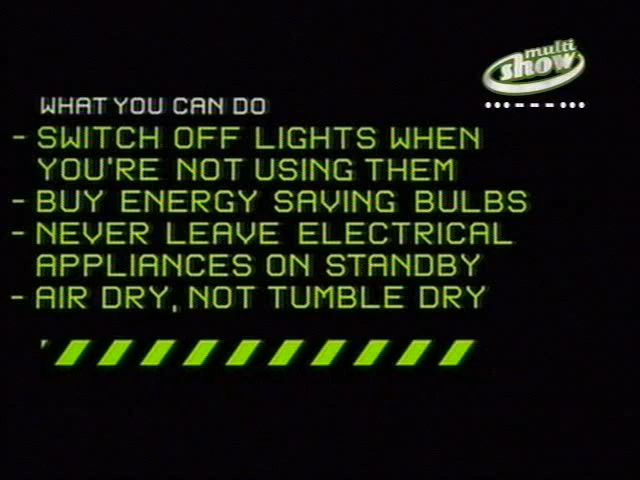 multi
show
WHAT YOU CAN DO
- SWITCH OFF LIGHTS WHEN
YOU'RE NOT USING THEM
- BUY ENERGY SAVING BULBS
- NEVER LEAVE ELECTRICAL
APPLIANCES ON STANDBY
- AIR DRY, NOT TUMBLE DRY